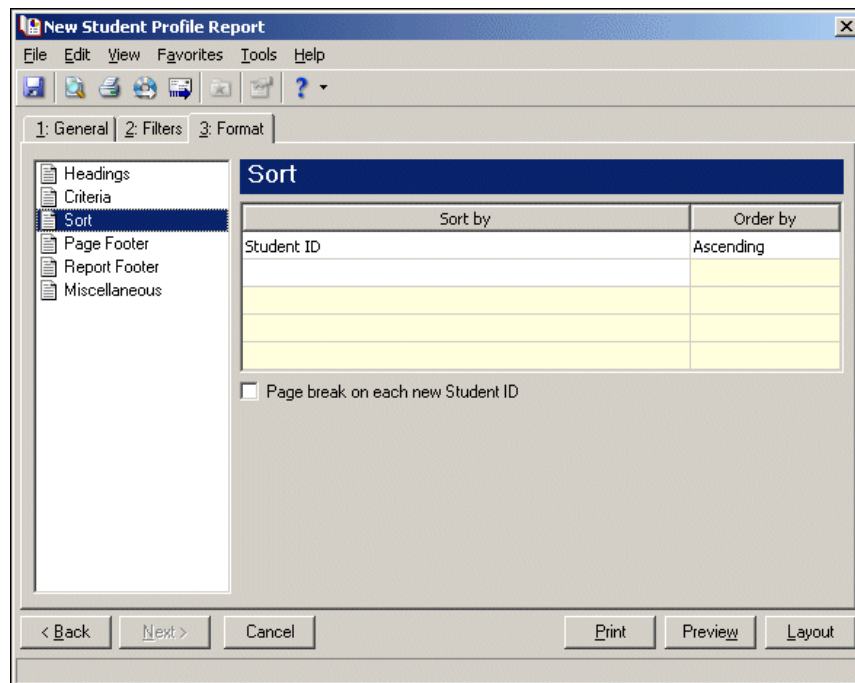 New Student Profile Report
File Edit View Favorites Tools Help
?
1: General 2: Filters 3: Format
Headings
Criteria
Sort
Page Footer
Report Footer
Miscellaneous
Sort
Sort by Order by
Student ID Ascending
Page break on each new Student ID
< Back Next > Cancel Print Preview Layout